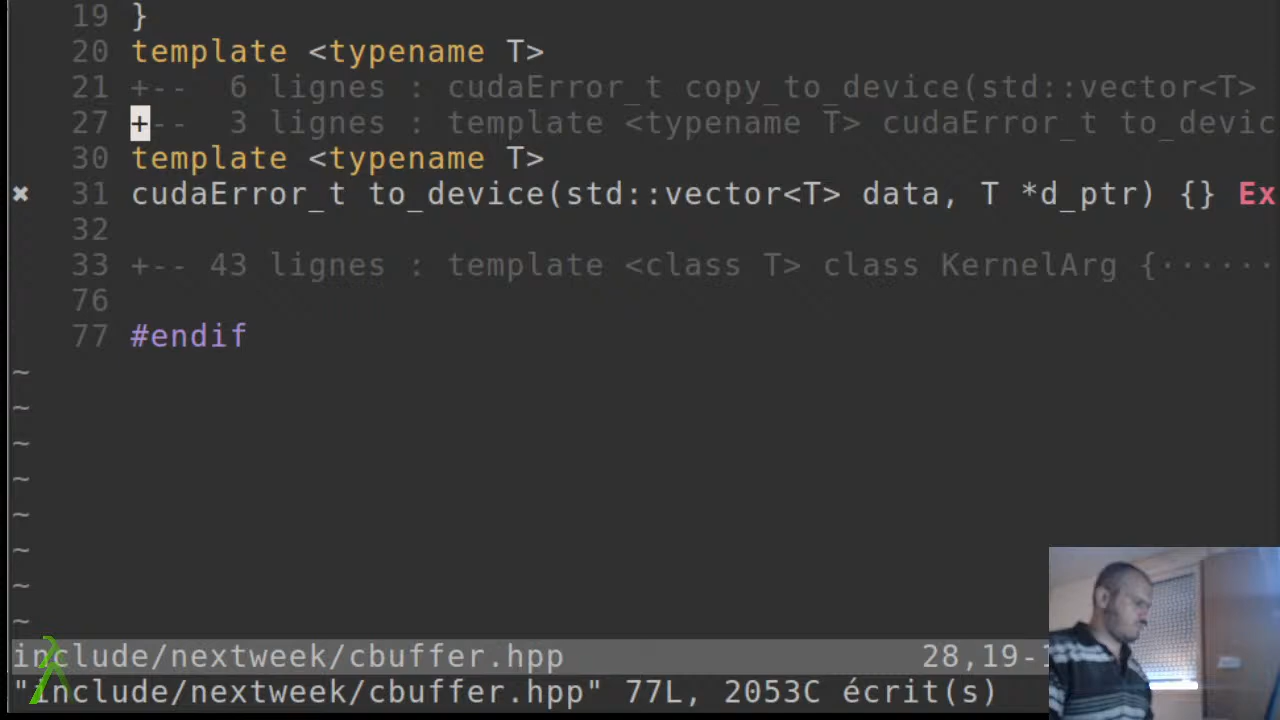 19 }
20 template <typename T>
21 +-- 6 lignes : cudaError_t copy_to_device(std::vector<T>
27 +-- 3 lignes : template <typename T> cudaError_t to_devic
30 template <typename T>
✖ 31 cudaError_t to_device(std::vector<T> data, T *d_ptr) {} Ex
32
33 +-- 43 lignes : template <class T> class KernelArg {······
76
77 #endif
~
~
~
~
~
~
~
~
include/nextweek/cbuffer.hpp 28,19-1
"include/nextweek/cbuffer.hpp" 77L, 2053C écrit(s)
λ